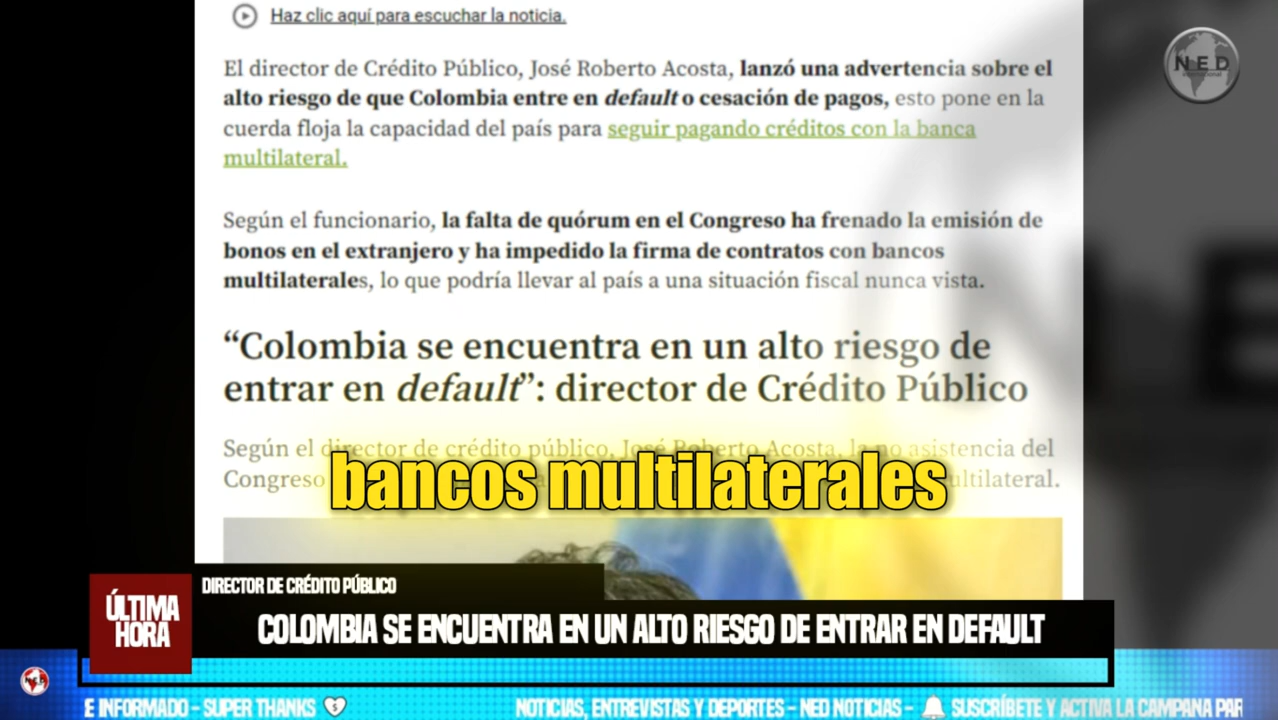 Haz clic aquí para escuchar la noticia.
NED
El director de Crédito Público, José Roberto Acosta, lanzó una advertencia sobre el
alto riesgo de que Colombia entre en default o cesación de pagos, esto pone en la
cuerda floja la capacidad del país para seguir pagando créditos con la banca
multilateral.
Según el funcionario, la falta de quórum en el Congreso ha frenado la emisión de
bonos en el extranjero y ha impedido la firma de contratos con bancos
multilaterales, lo que podría llevar al país a una situación fiscal nunca vista.
“Colombia se encuentra en un alto riesgo de
entrar en default”: director de Crédito Público
Según el director de crédito público, José Roberto Acosta, la no asistencia del
Congreso multilateral.
bancos multilaterales
DIRECTOR DE CRÉDITO PÚBLICO
ÚLTIMA
HORA
COLOMBIA SE ENCUENTRA EN UN ALTO RIESGO DE ENTRAR EN DEFAULT
E INFORMADO - SUPER THANKS NOTICIAS, ENTREVISTAS Y DEPORTES - NED NOTICIAS - SUSCRÍBETE Y ACTIVA LA CAMPANA PAR